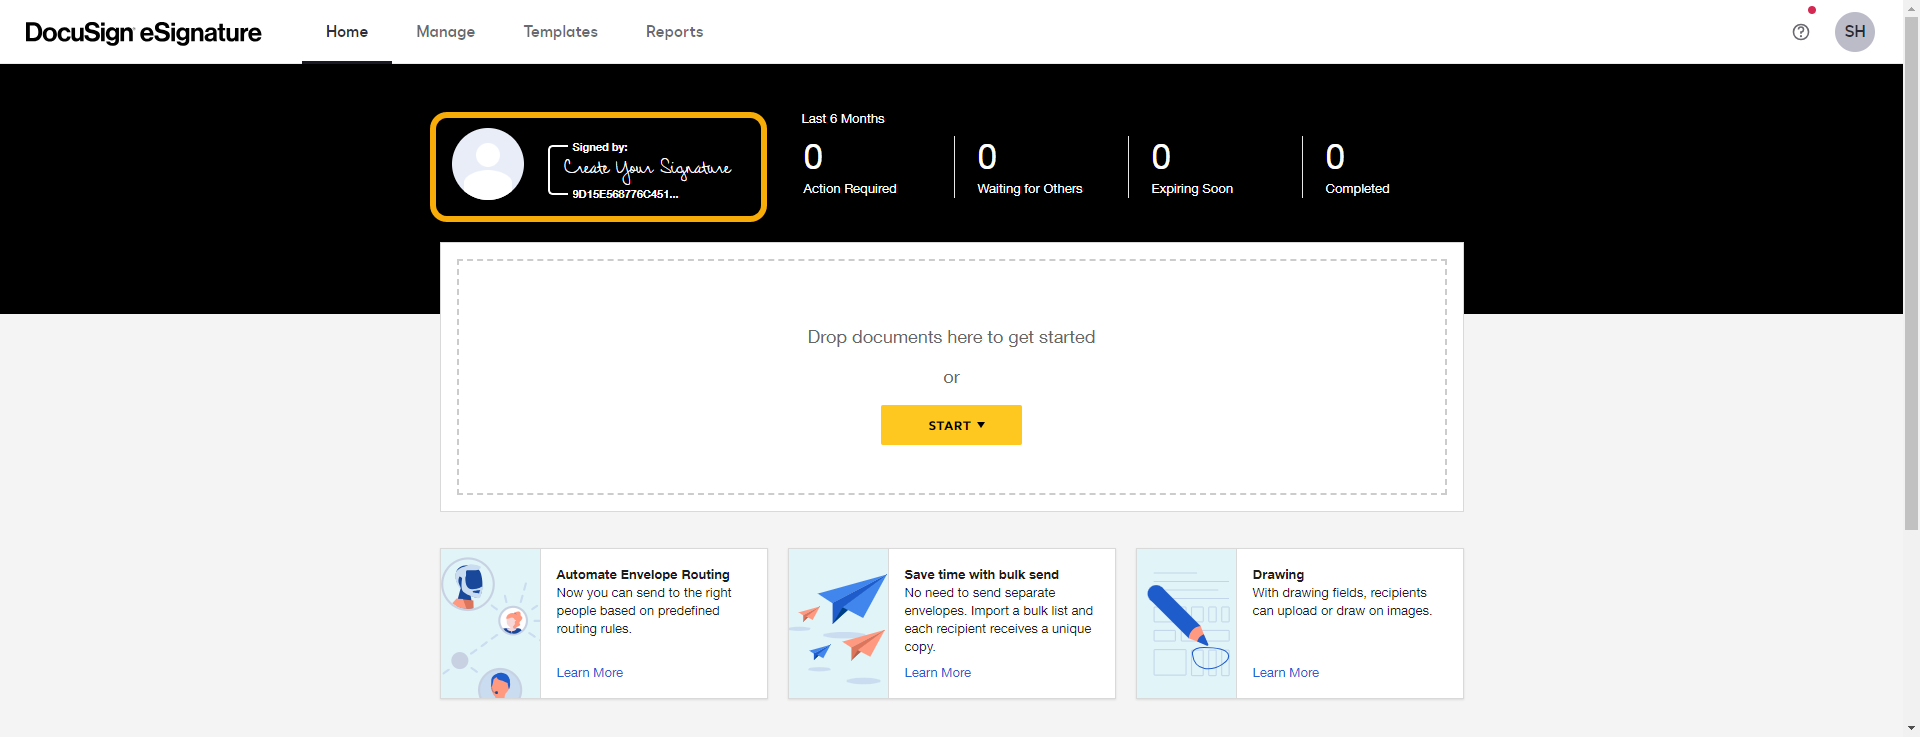 DocuSign eSignature
Home
Manage
Templates
Reports
SH
Signed by:
Create Your Signature
9D15E568776C451...
Last 6 Months
0
Action Required
0
Waiting for Others
0
Expiring Soon
0
Completed
Drop documents here to get started
or
START
Automate Envelope Routing
Now you can send to the right
people based on predefined
routing rules.
Learn More
Save time with bulk send
No need to send separate
envelopes. Import a bulk list and
each recipient receives a unique
copy.
Learn More
Drawing
With drawing fields, recipients
can upload or draw on images.
Learn More